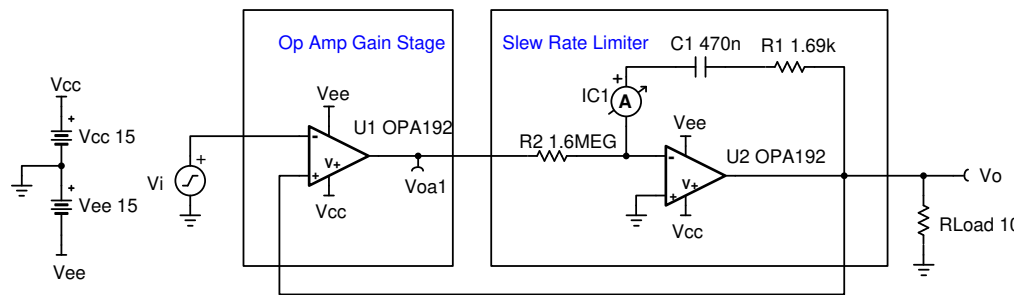 Op Amp Gain Stage
Slew Rate Limiter
C1 470n
R1 1.69k
Vcc
+
Vcc 15
+
Vee 15
Vee
Vi
+
Vee
-
+
V+
U1 OPA192
Vcc
Voa1
R2 1.6MEG
IC1
+
A
Vee
-
+
V+
U2 OPA192
Vcc
Vo
RLoad 10